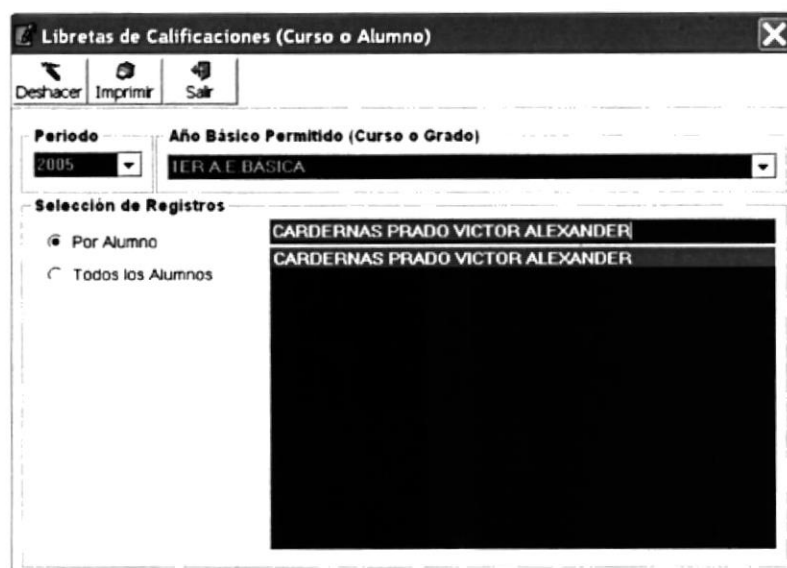 Libretas de Calificaciones (Curso o Alumno)
Deshacer Imprimir Salir
Periodo Año Básico Permitido (Curso o Grado)
2005 1ER A.E BASICA
Selección de Registros
Por Alumno
Todos los Alumnos
CARDERNAS PRADO VICTOR ALEXANDER
CARDERNAS PRADO VICTOR ALEXANDER